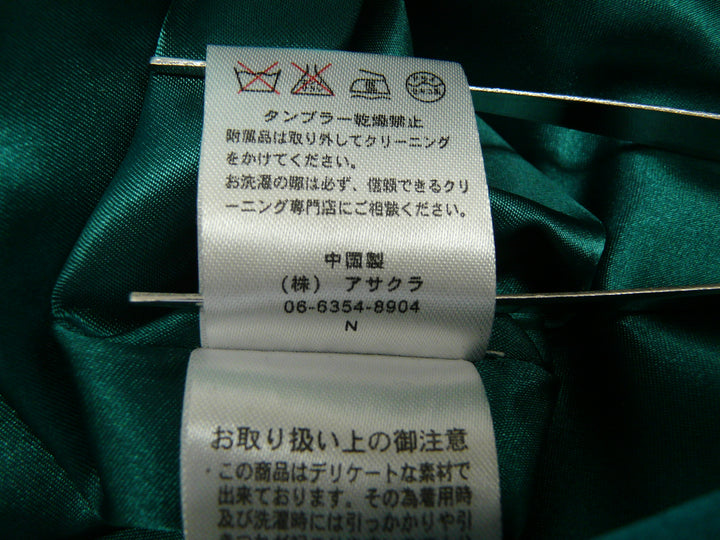 タンブラー乾燥禁止
附属品は取り外してクリーニング
をかけてください。
お洗濯の際は必ず、信頼できるクリ
ーニング専門店にご相談ください。
中国製
(株) アサクラ
06-6354-8904
N
お取り扱い上の御注意
・この商品はデリケートな素材で
出来ております。その為着用時
及び洗濯時には引っかかりや引